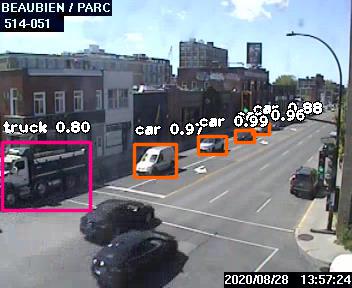 BEAUBIEN / PARC
514-051
car 0.88
car 0.96
car 0.99
car 0.97
truck 0.80
2020/08/28 13:57:24